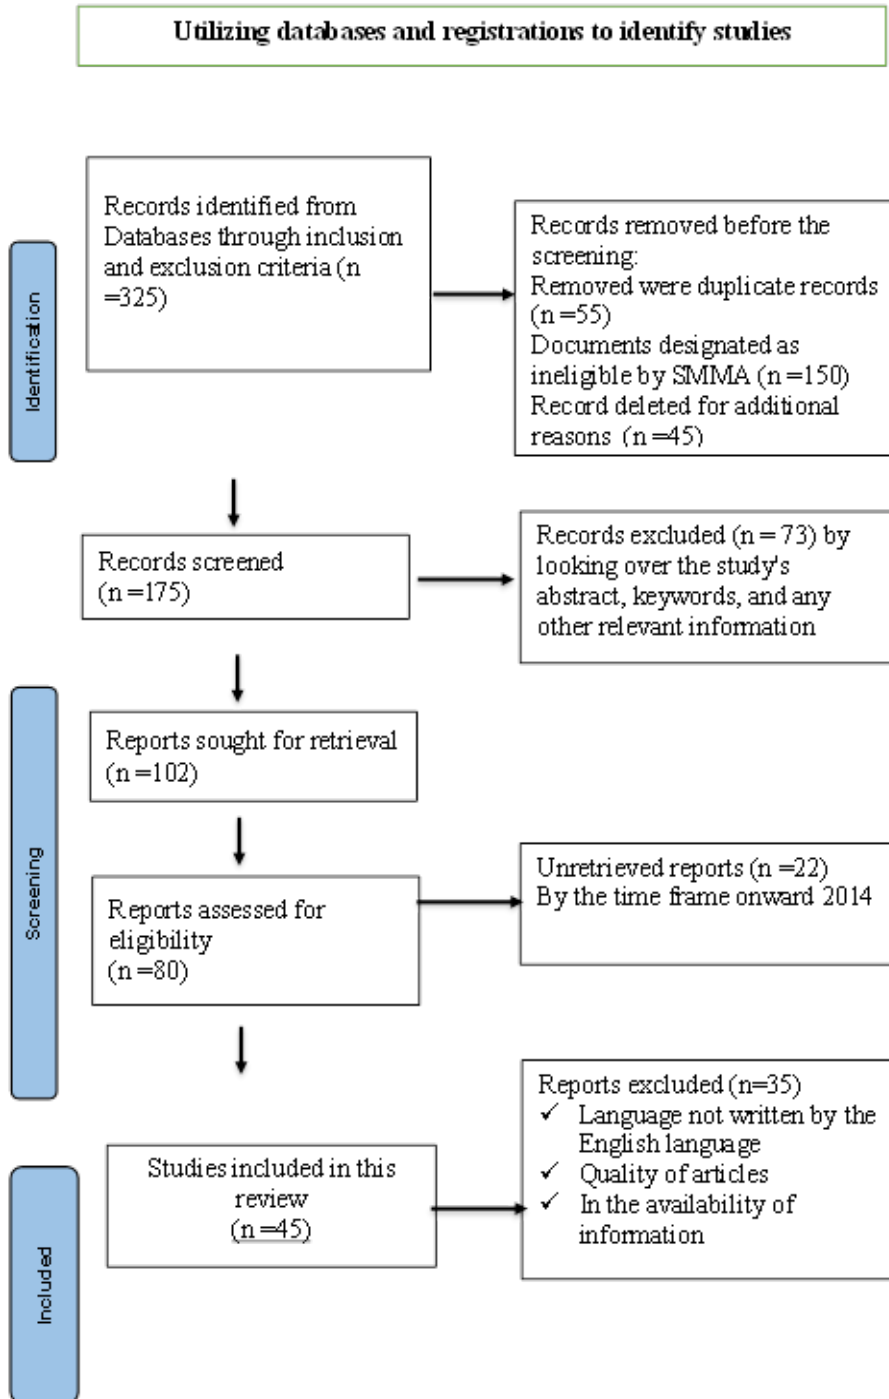 Utilizing databases and registrations to identify studies
Identification
Records identified from
Databases through inclusion
and exclusion criteria (n
=325)
Records removed before the
screening:
Removed were duplicate records
(n =55)
Documents designated as
ineligible by SMMA (n =150)
Record deleted for additional
reasons (n =45)
Records screened
(n =175)
Records excluded (n = 73) by
looking over the study's
abstract, keywords, and any
other relevant information
Screening
Reports sought for retrieval
(n =102)
Reports assessed for
eligibility
(n =80)
Unretrieved reports (n =22)
By the time frame onward 2014
Included
Studies included in this
review
(n =45)
Reports excluded (n=35)
✓ Language not written by the
English language
✓ Quality of articles
✓ In the availability of
information